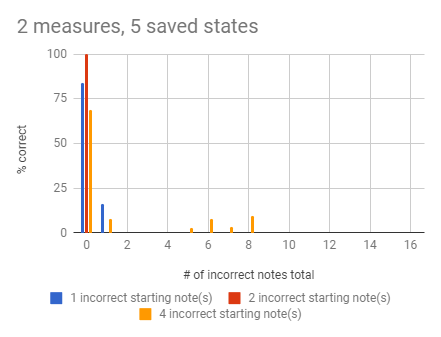 2 measures, 5 saved states
100
75
50
25
0
% correct
0 2 4 6 8 10 12 14 16
# of incorrect notes total
1 incorrect starting note(s) 2 incorrect starting note(s)
4 incorrect starting note(s)